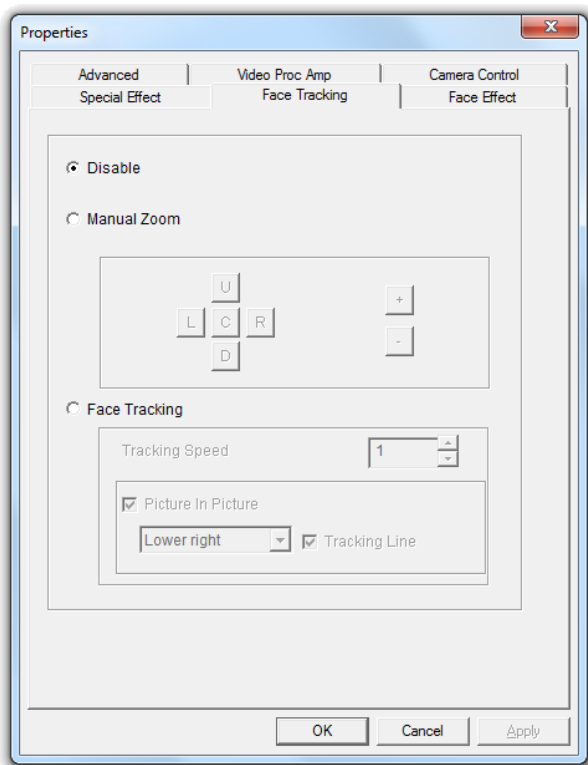 Properties
Advanced Video Proc Amp Camera Control
Special Effect Face Tracking Face Effect
Disable
Manual Zoom
U
L C R
D
+
-
Face Tracking
Tracking Speed 1
Picture In Picture
Lower right Tracking Line
OK Cancel Apply